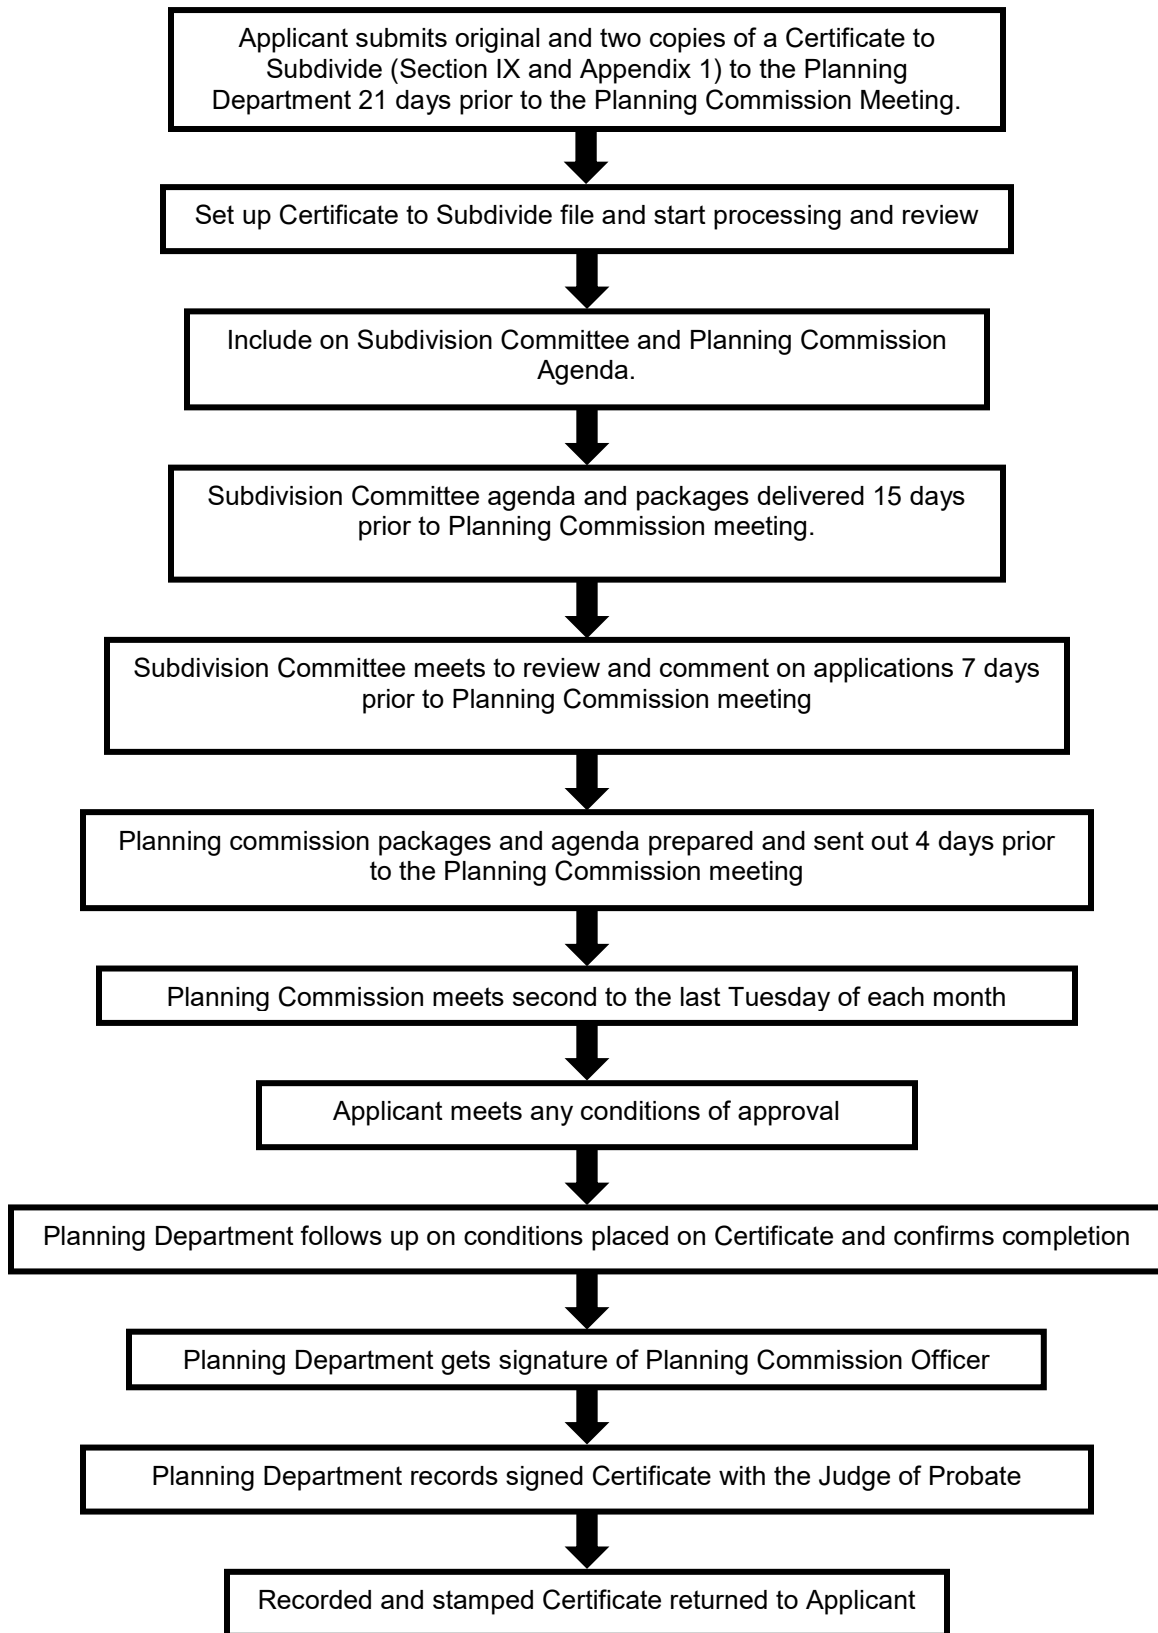 Applicant submits original and two copies of a Certificate to
Subdivide (Section IX and Appendix 1) to the Planning
Department 21 days prior to the Planning Commission Meeting.
Set up Certificate to Subdivide file and start processing and review
Include on Subdivision Committee and Planning Commission
Agenda.
Subdivision Committee agenda and packages delivered 15 days
prior to Planning Commission meeting.
Subdivision Committee meets to review and comment on applications 7 days
prior to Planning Commission meeting
Planning commission packages and agenda prepared and sent out 4 days prior
to the Planning Commission meeting
Planning Commission meets second to the last Tuesday of each month
Applicant meets any conditions of approval
Planning Department follows up on conditions placed on Certificate and confirms completion
Planning Department gets signature of Planning Commission Officer
Planning Department records signed Certificate with the Judge of Probate
Recorded and stamped Certificate returned to Applicant